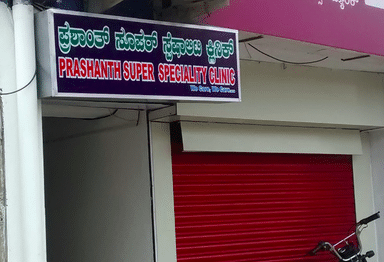 ಪ್ರಶಾಂತ್ ಸೂಪರ್ ಸ್ಪೆಷಾಲಿಟಿ ಕ್ಲಿನಿಕ್
PRASHANTH SUPER SPECIALITY CLINIC
We Care, We Cure.....